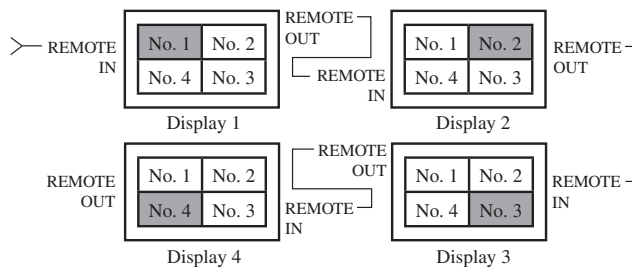 REMOTE
IN
No. 1 No. 2
No. 4 No. 3
Display 1
REMOTE
OUT
REMOTE
IN
No. 1 No. 2
No. 4 No. 3
Display 2
REMOTE
OUT
REMOTE
OUT
No. 1 No. 2
No. 4 No. 3
Display 4
REMOTE
OUT
REMOTE
IN
No. 1 No. 2
No. 4 No. 3
Display 3
REMOTE
IN